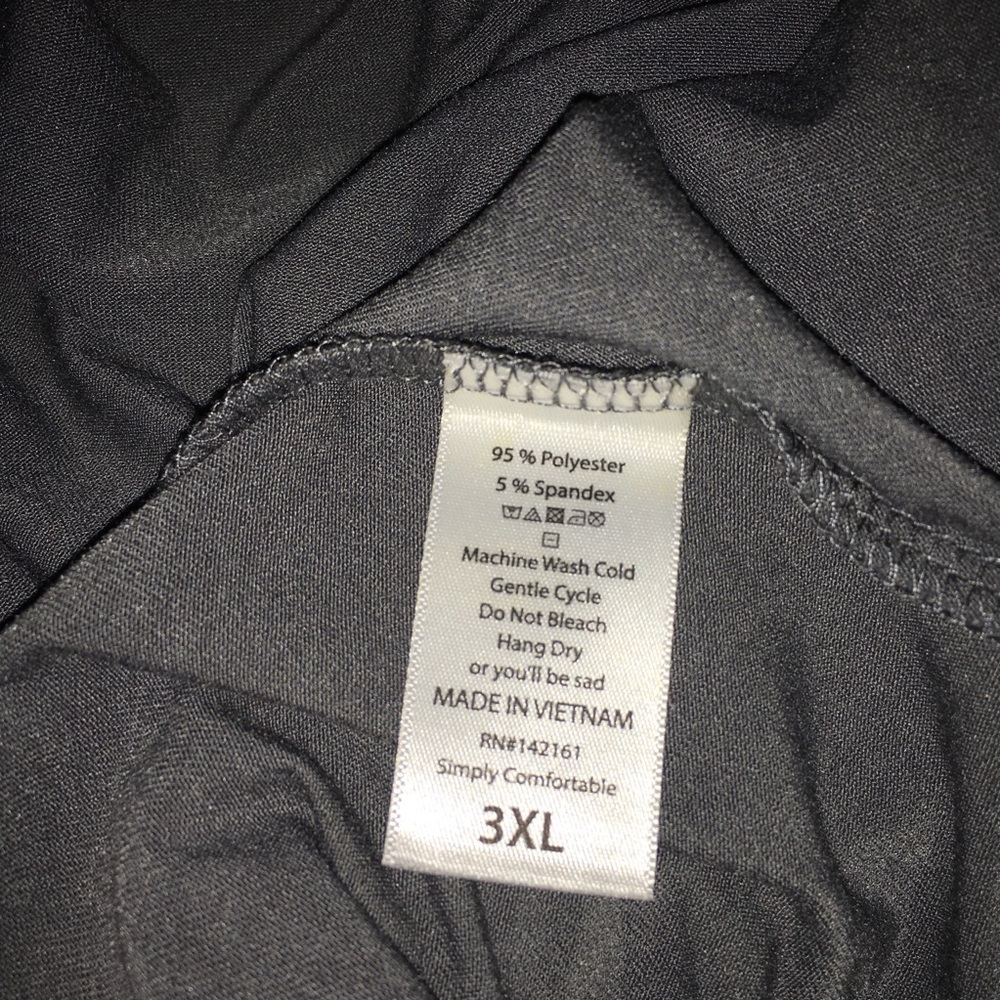 95 % Polyester
5 % Spandex
Machine Wash Cold
Gentle Cycle
Do Not Bleach
Hang Dry
or you'll be sad
MADE IN VIETNAM
RN#142161
Simply Comfortable
3XL